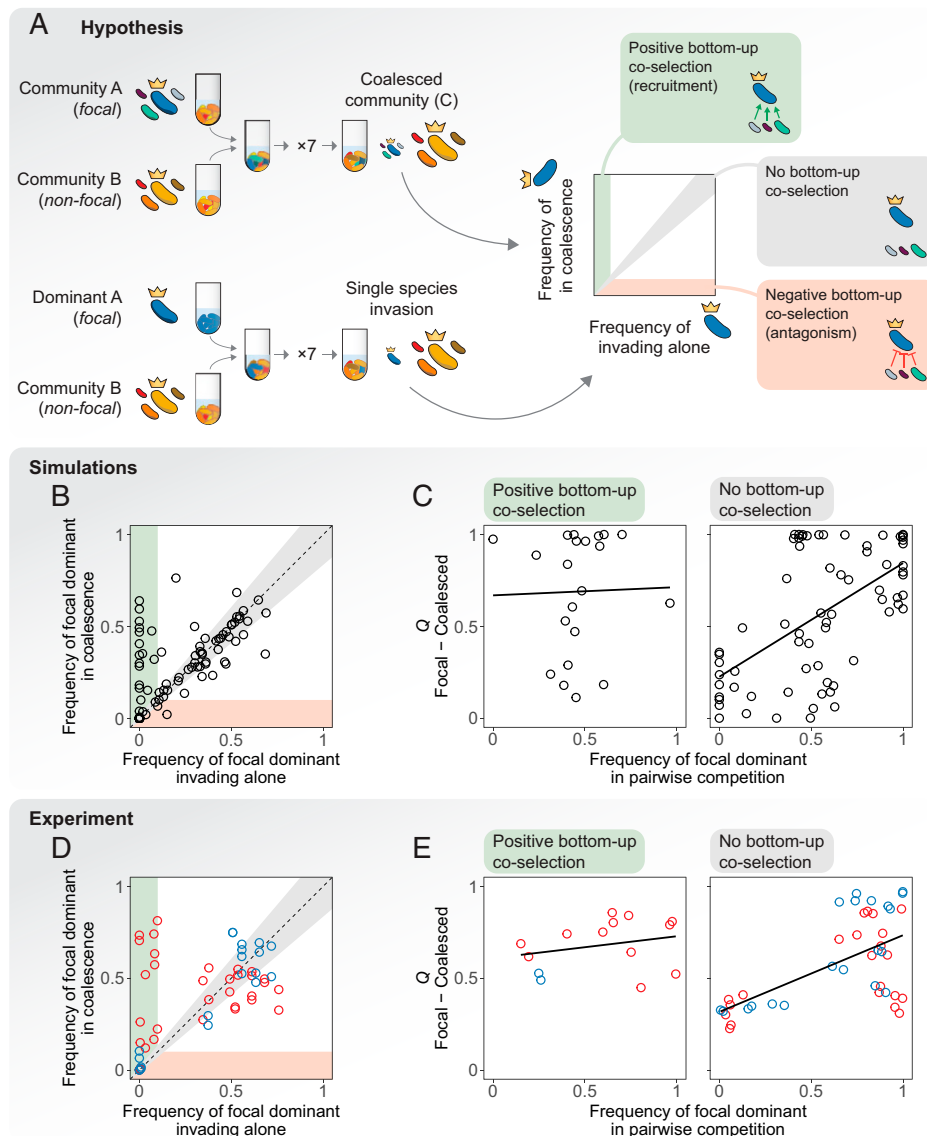 A Hypothesis
Community A
(focal)
Community B
(non-focal)
×7
Coalesced
community (C)
Dominant A
(focal)
Community B
(non-focal)
×7
Single species
invasion
Frequency of
in coalescence
Frequency of
invading alone
Positive bottom-up
co-selection
(recruitment)
No bottom-up
co-selection
Negative bottom-up
co-selection
(antagonism)
Simulations
B
Frequency of focal dominant
in coalescence
1
0.5
0
0
0.5
1
Frequency of focal dominant
invading alone
C
Positive bottom-up
co-selection
No bottom-up
co-selection
Q
Focal – Coalesced
1
0.5
0
0
0.5
1
0
0.5
1
Frequency of focal dominant
in pairwise competition
Experiment
D
Frequency of focal dominant
in coalescence
1
0.5
0
0
0.5
1
Frequency of focal dominant
invading alone
E
Positive bottom-up
co-selection
No bottom-up
co-selection
Q
Focal – Coalesced
1
0.5
0
0
0.5
1
0
0.5
1
Frequency of focal dominant
in pairwise competition